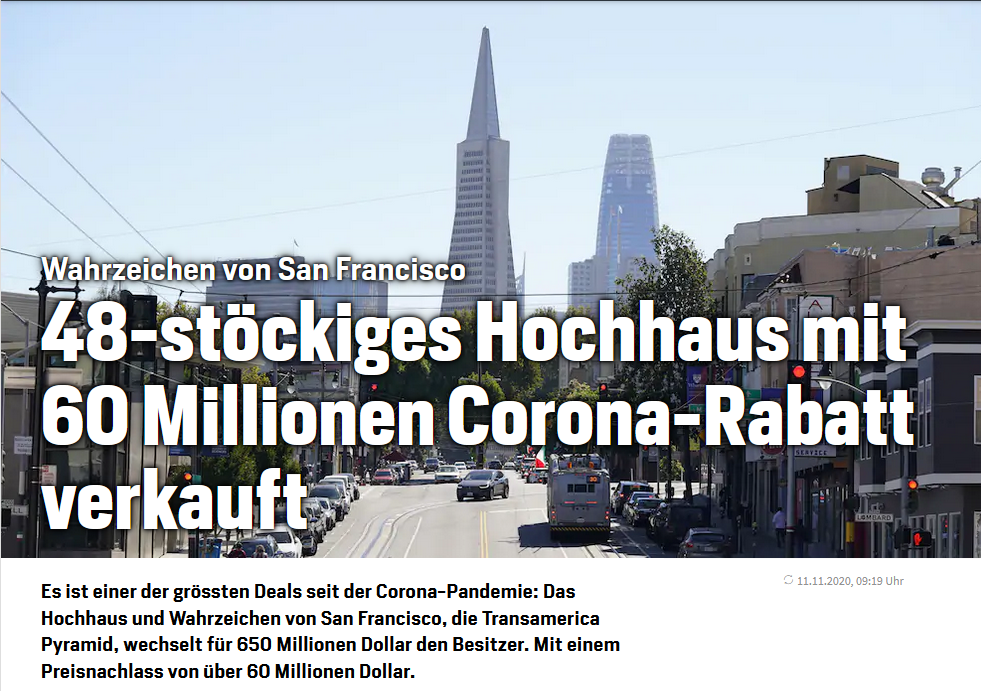 Wahrzeichen von San Francisco
48-stöckiges Hochhaus mit
60 Millionen Corona-Rabatt
verkauft
A
SERVICE
LOMBARD
Es ist einer der grössten Deals seit der Corona-Pandemie: Das
11.11.2020, 09:19 Uhr
Hochhaus und Wahrzeichen von San Francisco, die Transamerica
Pyramid, wechselt für 650 Millionen Dollar den Besitzer. Mit einem
Preisnachlass von über 60 Millionen Dollar.